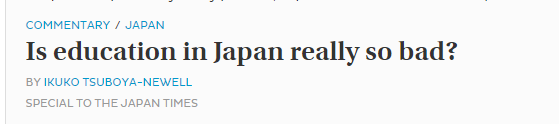 COMMENTARY / JAPAN
Is education in Japan really so bad?
BY IKUKO TSUBOYA-NEWELL
SPECIAL TO THE JAPAN TIMES